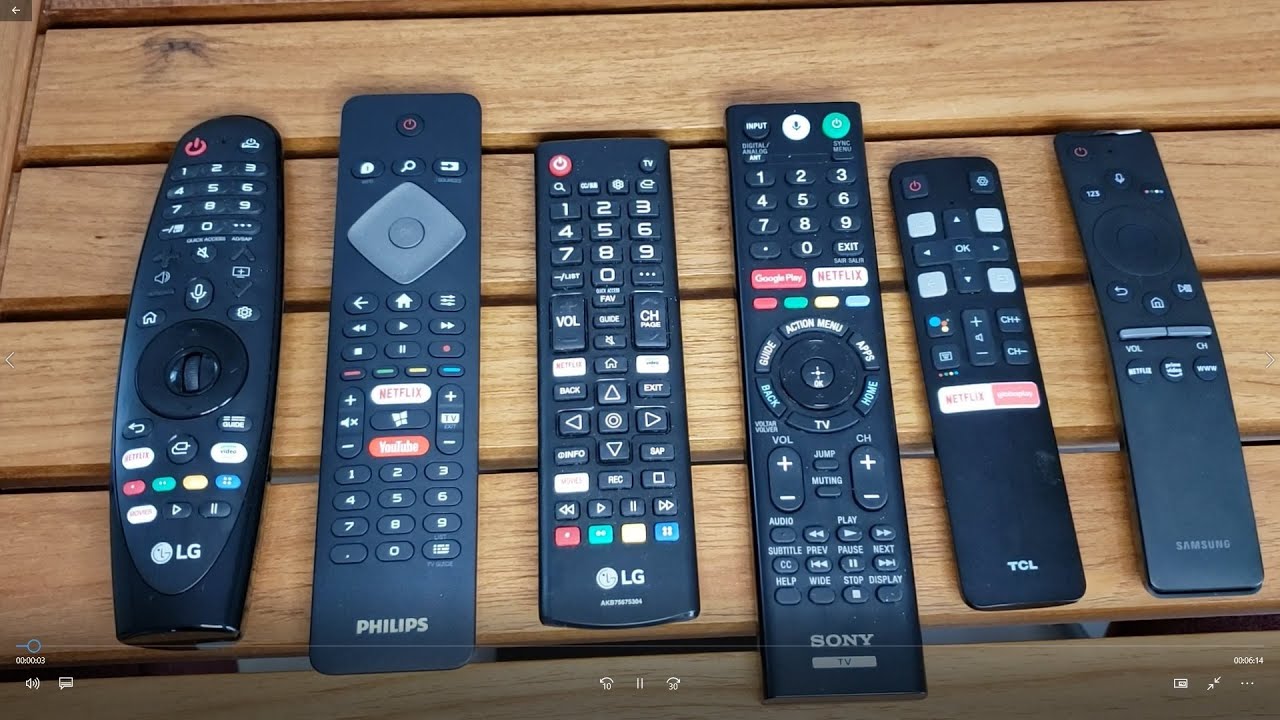 1 2 3
4 5 6
7 8 9
0
QUICK ACCESS AD/SAP
GUIDE
NETFLIX
MOVIES
LG
NETFLIX
TV
EXIT
YouTube
1 2 3
4 5 6
7 8 9
. 0
TV GUIDE
PHILIPS
TV
1 2 3
4 5 6
7 8 9
-/LIST 0 ...
QUICK ACCESS
FAV
VOL GUIDE CH
PAGE
NETFLIX
BACK EXIT
INFO SAP
MOVIES REC
LG
AKB75675304
INPUT
DIGITAL/
ANALOG
ANT
SYNC
MENU
1 2 3
4 5 6
7 8 9
. 0 EXIT
SAIR SALIR
Google Play NETFLIX
ACTION MENU
GUIDE APPS
OK
BACK HOME
VOLTAR
VOLVER
TV
VOL CH
JUMP
MUTING
AUDIO PLAY
SUBTITLE PREV PAUSE NEXT
CC
HELP WIDE STOP DISPLAY
SONY
TV
OK
CH+
CH-
NETFLIX globoplay
TCL
123
VOL CH
NETFLIX prime video WWW
SAMSUNG
00:00:03 00:06:14
10 30